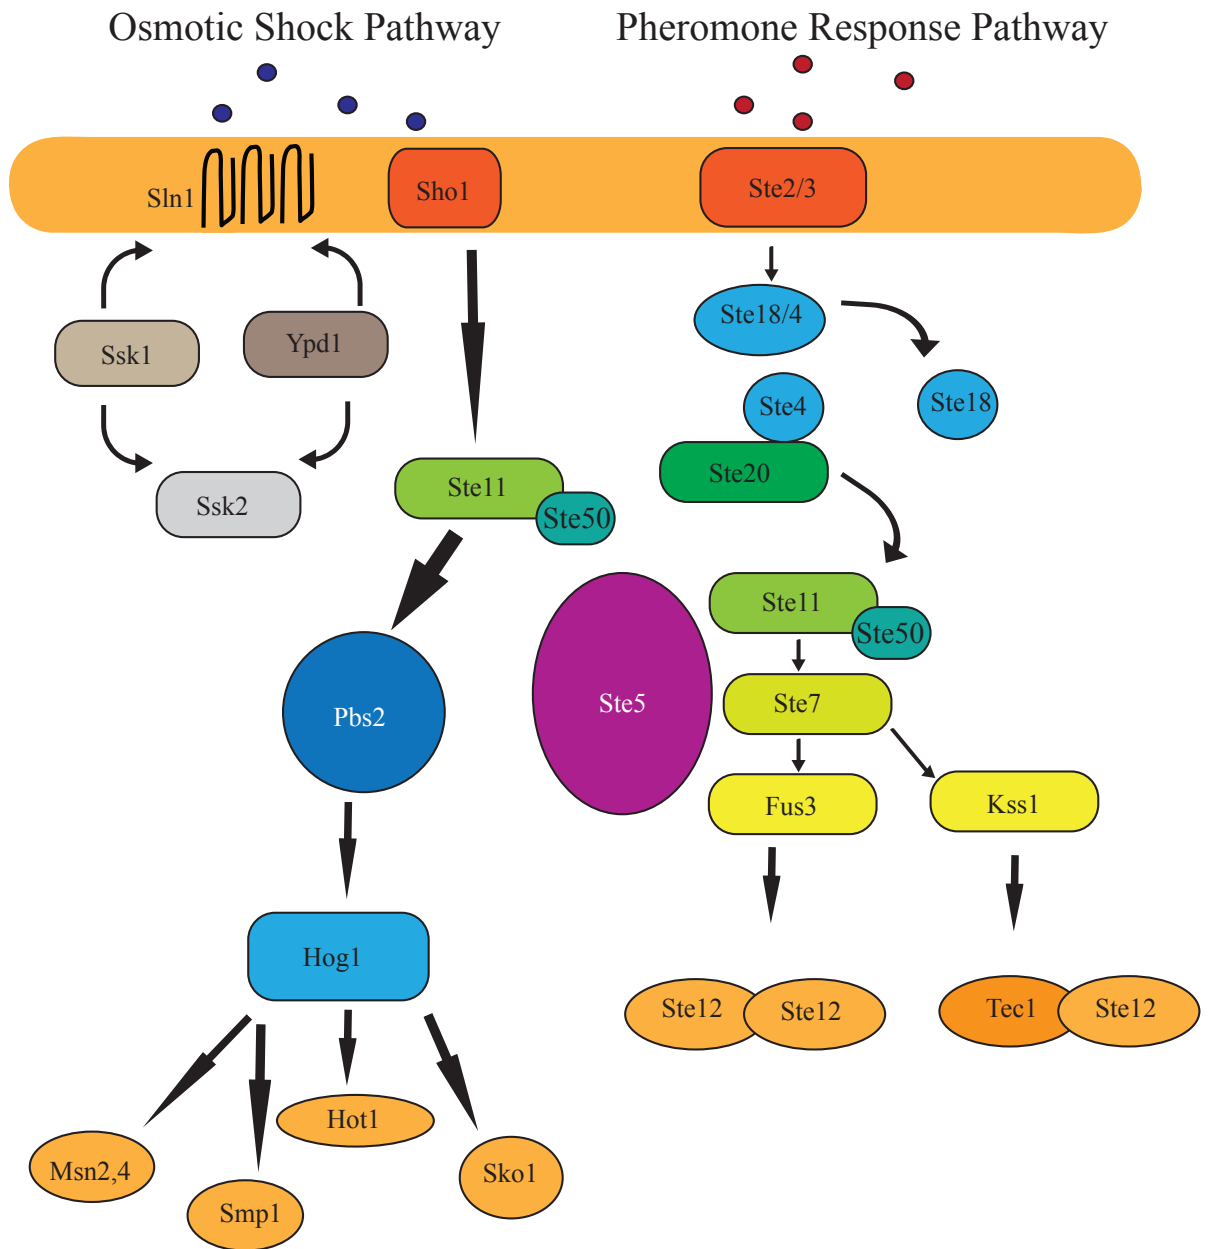 Osmotic Shock Pathway
Pheromone Response Pathway
Sln1
Sho1
Ste2/3
Ssk1
Ypd1
Ste18/4
Ste4
Ste18
Ste20
Ssk2
Ste11
Ste50
Ste11
Ste50
Ste5
Ste7
Pbs2
Fus3
Kss1
Hog1
Ste12
Ste12
Tec1
Ste12
Hot1
Msn2,4
Smp1
Sko1